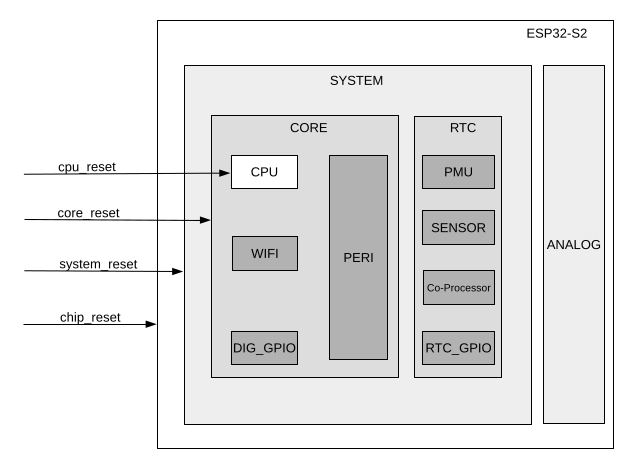 ESP32-S2
SYSTEM
CORE
RTC
cpu_reset
CPU
PMU
core_reset
SENSOR
WIFI
PERI
ANALOG
system_reset
Co-Processor
chip_reset
DIG_GPIO
RTC_GPIO